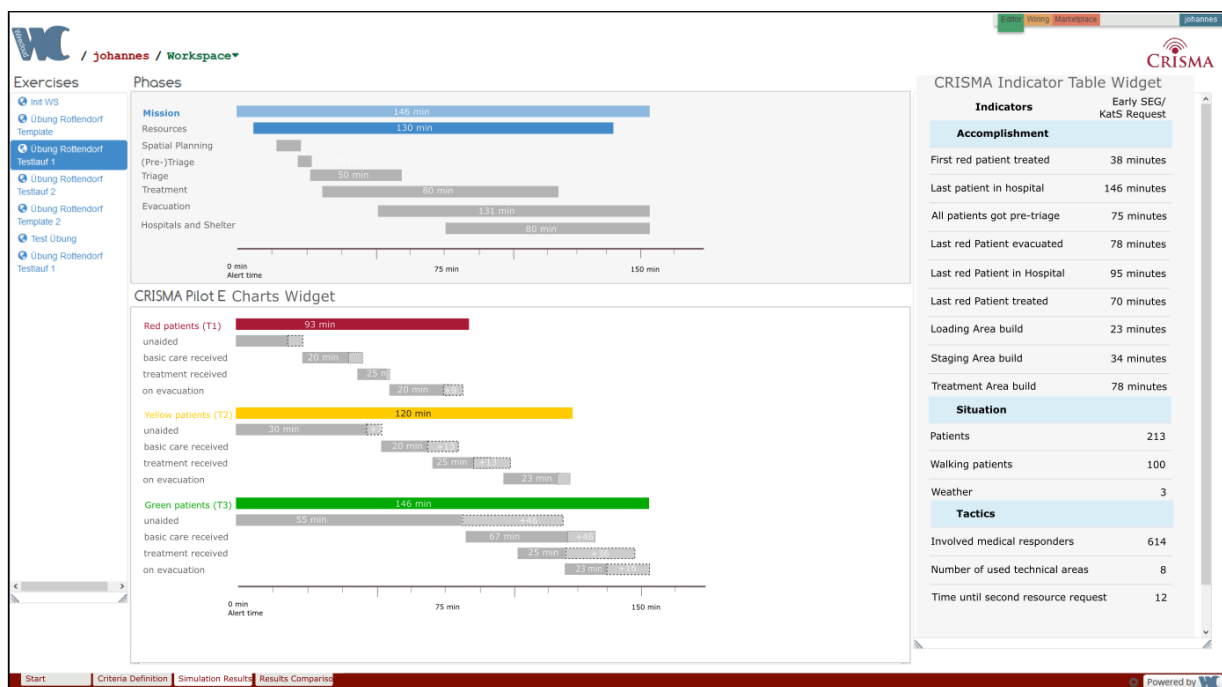 Editor Wiring Marketplace johannes
Wirecloud WC / johannes / Workspace
CRISMA
Exercises
Init WS
Übung Rottendorf
Template
Übung Rottendorf
Testlauf 1
Übung Rottendorf
Testlauf 2
Übung Rottendorf
Template 2
Test Übung
Übung Rottendorf
Testlauf 1
Phases
Mission 146 min
Resources 130 min
Spatial Planning
(Pre-)Triage
Triage 50 min
Treatment 80 min
Evacuation 131 min
Hospitals and Shelter 80 min
0 min 75 min 150 min
Alert time
CRISMA Pilot E Charts Widget
Red patients (T1) 93 min
unaided
basic care received 20 min
treatment received 25 m
on evacuation 20 min +9
Yellow patients (T2) 120 min
unaided 30 min +
basic care received 20 min +13
treatment received 25 min +13
on evacuation 23 min
Green patients (T3) 146 min
unaided 55 min +46
basic care received 67 min +46
treatment received 25 min +36
on evacuation 23 min +16
0 min 75 min 150 min
Alert time
CRISMA Indicator Table Widget
Indicators Early SEG/
KatS Request
Accomplishment
First red patient treated 38 minutes
Last patient in hospital 146 minutes
All patients got pre-triage 75 minutes
Last red Patient evacuated 78 minutes
Last red Patient in Hospital 95 minutes
Last red Patient treated 70 minutes
Loading Area build 23 minutes
Staging Area build 34 minutes
Treatment Area build 78 minutes
Situation
Patients 213
Walking patients 100
Weather 3
Tactics
Involved medical responders 614
Number of used technical areas 8
Time until second resource request 12
Start Criteria Definition Simulation Results Results Compariso
Powered by WC